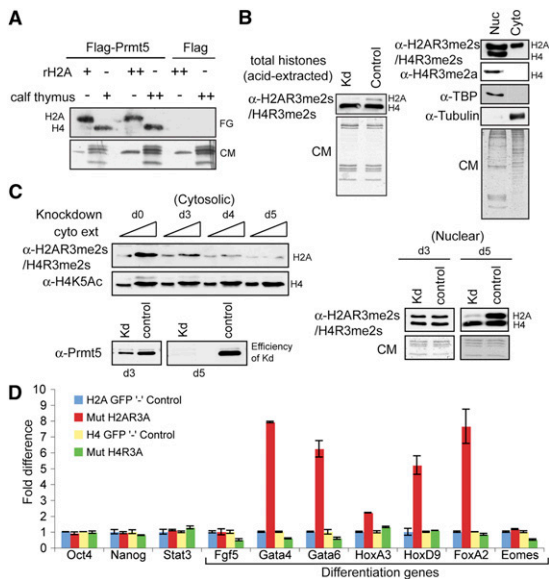 A
Flag-Prmt5 Flag
rH2A + - ++ - ++ -
calf thymus - + - ++ - ++
H2A
H4
FG
CM
B
total histones
(acid-extracted)
Kd
Control
α-H2AR3me2s
/H4R3me2s
H2A
H4
CM
Nuc
Cyto
α-H2AR3me2s
/H4R3me2s
H2A
H4
α-H4R3me2a
H4
α-TBP
α-Tubulin
CM
C
(Cytosolic)
Knockdown d0 d3 d4 d5
cyto ext
α-H2AR3me2s
/H4R3me2s
H2A
α-H4K5Ac
H4
Kd
control
Kd
control
α-Prmt5
Efficiency
of Kd
d3 d5
(Nuclear)
d3 d5
Kd
control
Kd
control
α-H2AR3me2s
/H4R3me2s
H2A
H4
CM
D
H2A GFP '-' Control
Mut H2AR3A
H4 GFP '-' Control
Mut H4R3A
Fold difference
10
9
8
7
6
5
4
3
2
1
0
Oct4 Nanog Stat3 Fgf5 Gata4 Gata6 HoxA3 HoxD9 FoxA2 Eomes
Differentiation genes